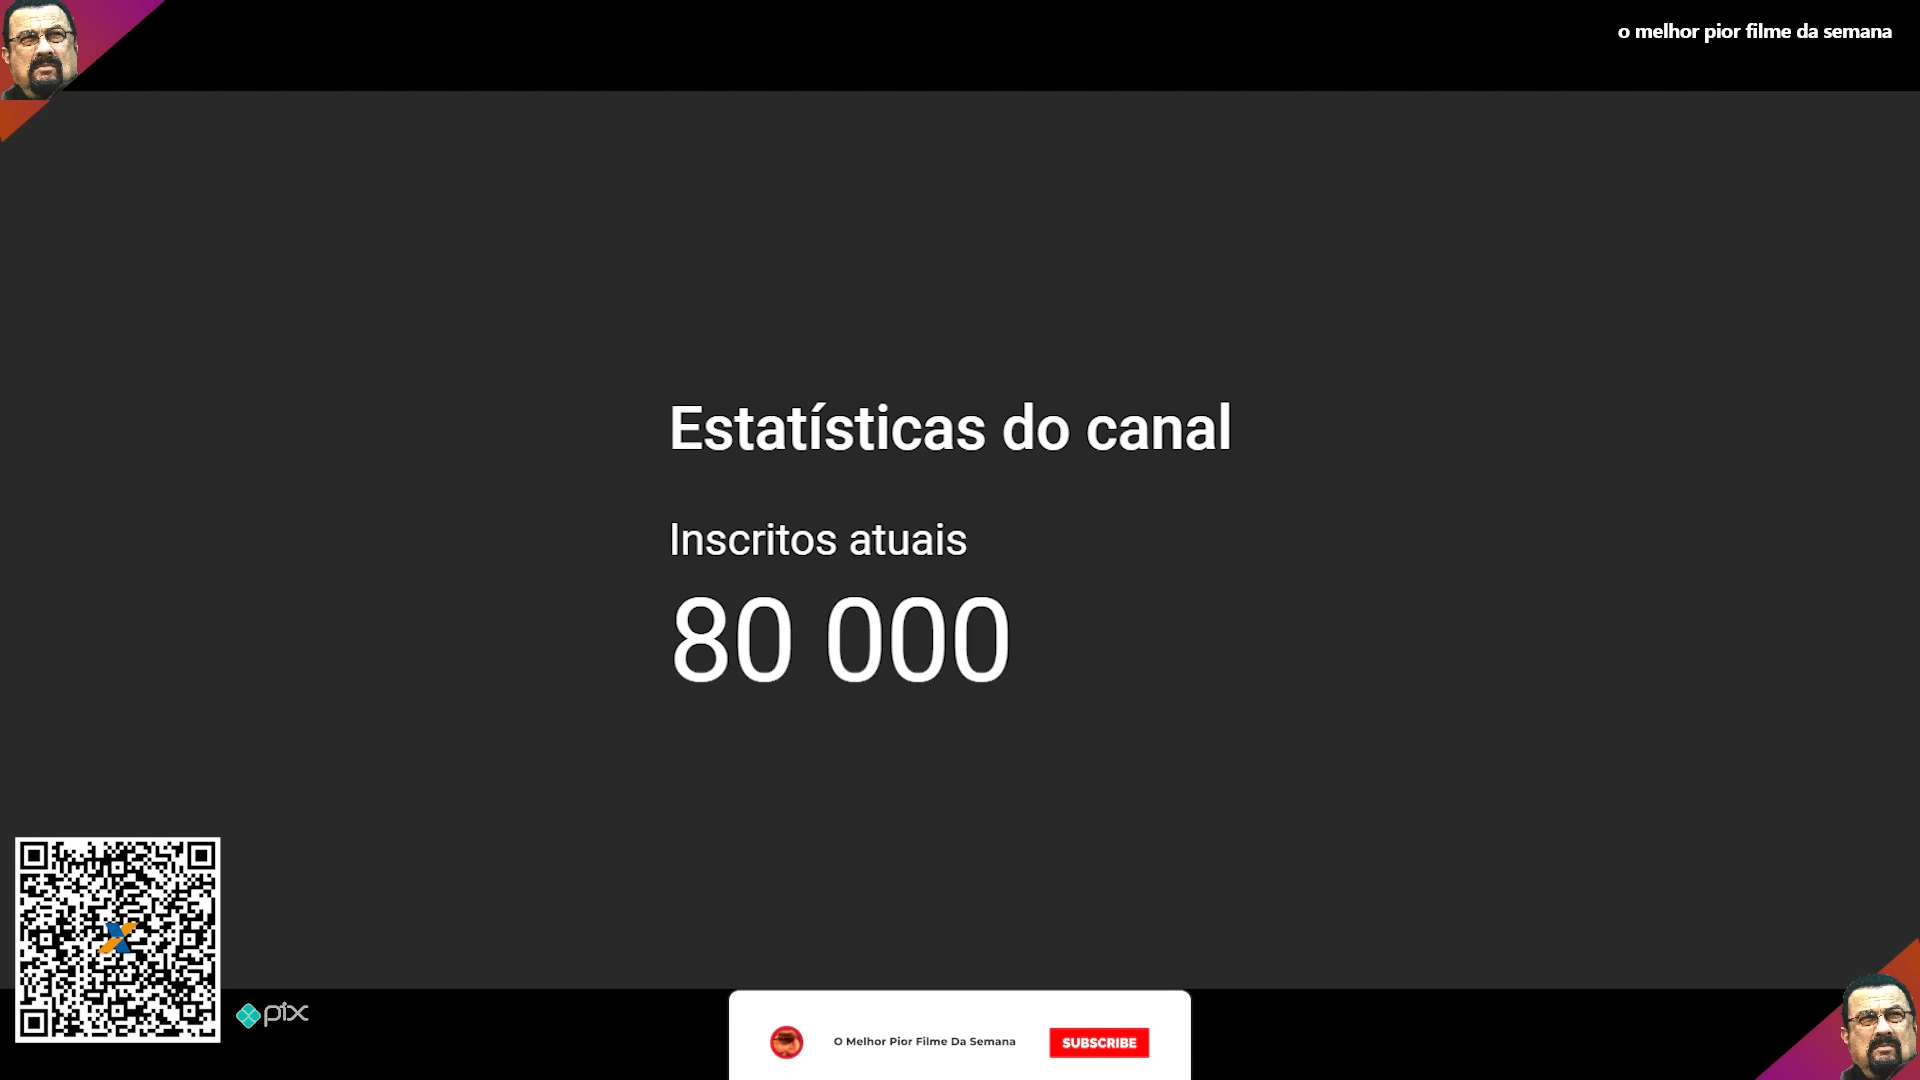 o melhor pior filme da semana
Estatísticas do canal
Inscritos atuais
80 000
pix
O Melhor Pior Filme Da Semana
SUBSCRIBE